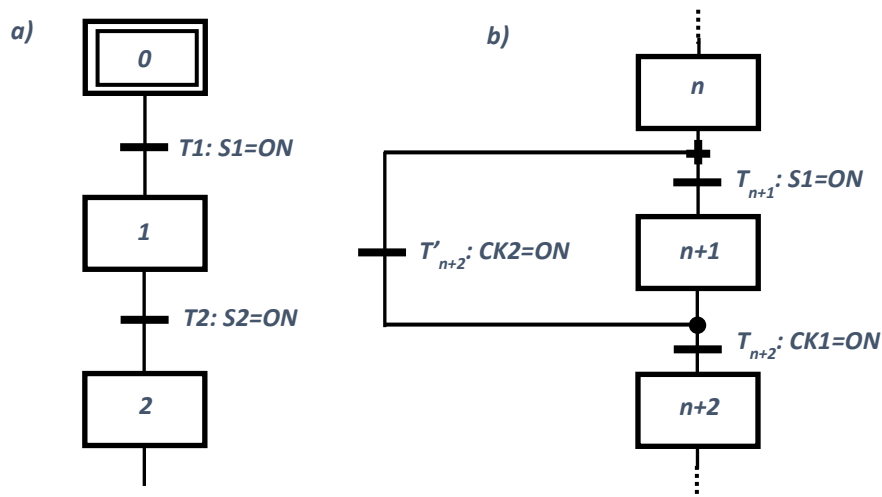 a)
0
T1: S1=ON
1
T2: S2=ON
2
b)
n
Tn+1: S1=ON
n+1
T’n+2: CK2=ON
Tn+2: CK1=ON
n+2